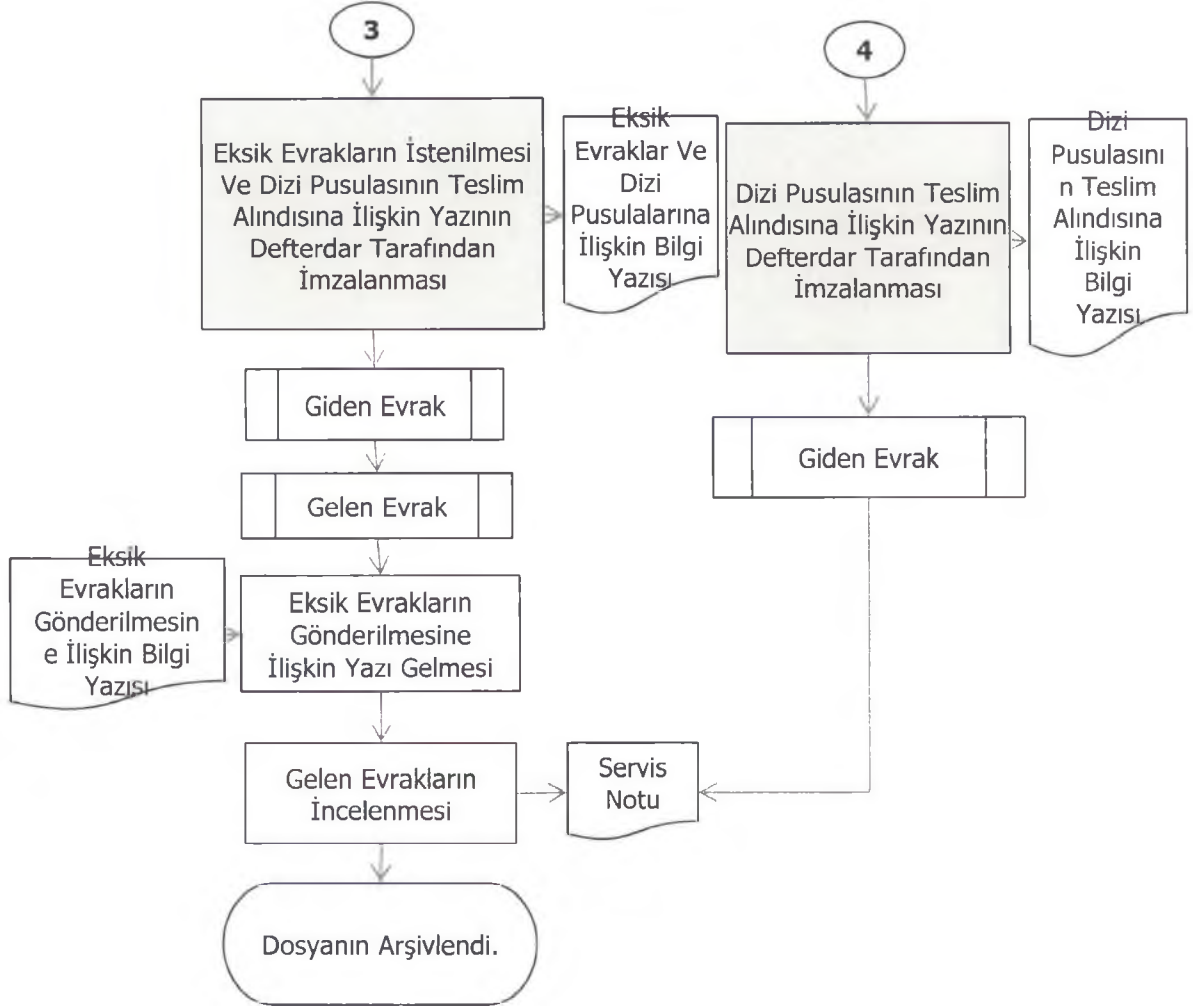 3
Eksik Evrakların İstenilmesi
Ve Dizi Pusulasının Teslim
Alındısına İlişkin Yazının
Defterdar Tarafından
İmzalanması
Eksik
Evraklar Ve
Dizi
Pusulalarına
İlişkin Bilgi
Yazısı
Giden Evrak
Gelen Evrak
Eksik
Evrakların
Gönderilmesin
e İlişkin Bilgi
Yazısı
Eksik Evrakların
Gönderilmesine
İlişkin Yazı Gelmesi
Gelen Evrakların
İncelenmesi
Servis
Notu
Dosyanın Arşivlendi.
4
Dizi Pusulasının Teslim
Alındısına İlişkin Yazının
Defterdar Tarafından
İmzalanması
Dizi
Pusulasını
n Teslim
Alındısına
İlişkin
Bilgi
Yazısı
Giden Evrak